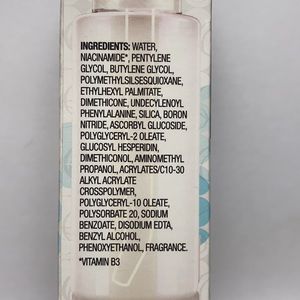 INGREDIENTS: WATER,
NIACINAMIDE*, PENTYLENE
GLYCOL, BUTYLENE GLYCOL,
POLYMETHYLSILSESQUIOXANE,
ETHYLHEXYL PALMITATE,
DIMETHICONE, UNDECYLENOYL
PHENYLALANINE, SILICA, BORON
NITRIDE, ASCORBYL GLUCOSIDE,
POLYGLYCERYL-2 OLEATE,
GLUCOSYL HESPERIDIN,
DIMETHICONOL, AMINOMETHYL
PROPANOL, ACRYLATES/C10-30
ALKYL ACRYLATE
CROSSPOLYMER,
POLYGLYCERYL-10 OLEATE,
POLYSORBATE 20, SODIUM
BENZOATE, DISODIUM EDTA,
BENZYL ALCOHOL,
PHENOXYETHANOL, FRAGRANCE.
*VITAMIN B3